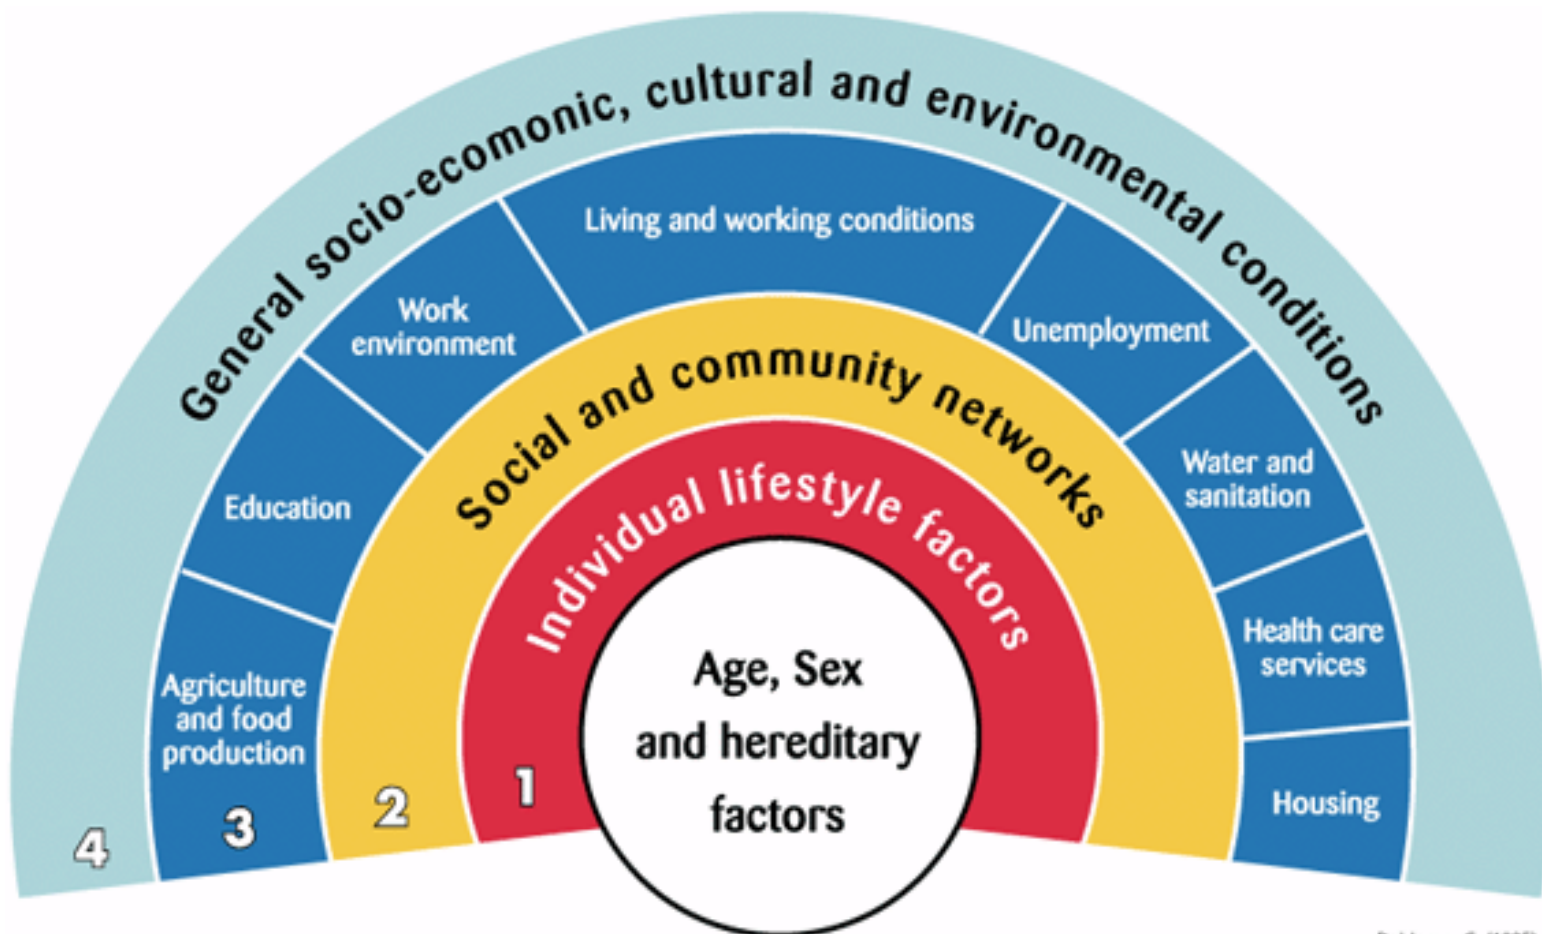 General socio-ecomonic, cultural and environmental conditions
Living and working conditions
Work
environment
Unemployment
Education
Water and
sanitation
Agriculture
and food
production
Health care
services
Housing
Social and community networks
Individual lifestyle factors
Age, Sex
and hereditary
factors
1
2
3
4